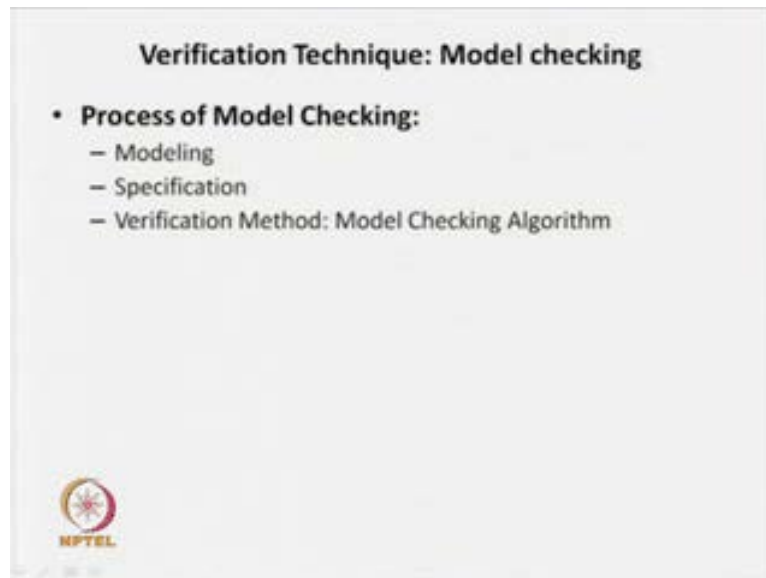 Verification Technique: Model checking
• Process of Model Checking:
– Modeling
– Specification
– Verification Method: Model Checking Algorithm
NPTEL